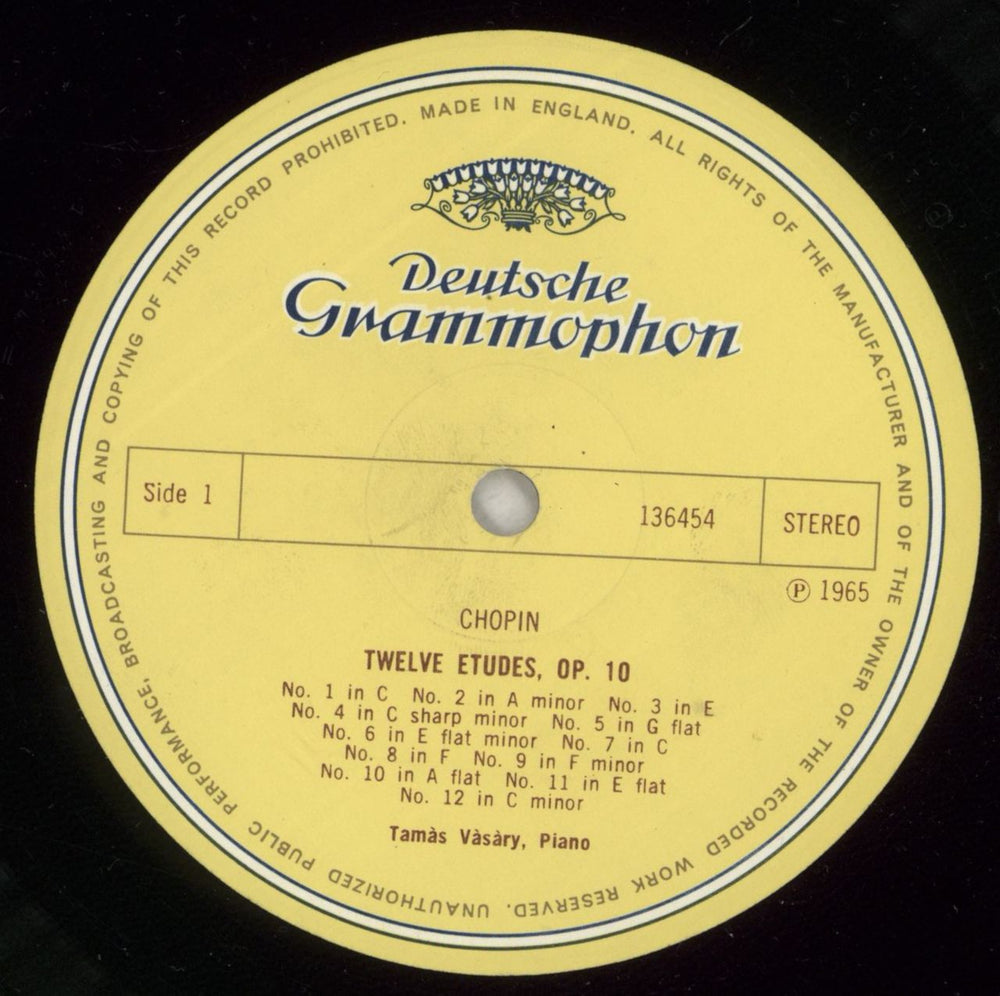 MADE IN ENGLAND. ALL RIGHTS OF THE MANUFACTURER AND OF THE OWNER OF THE RECORDED WORK RESERVED. UNAUTHORIZED PUBLIC PERFORMANCE, BROADCASTING AND COPYING OF THIS RECORD PROHIBITED.
Deutsche
Grammophon
Side 1
136454
STEREO
Ⓟ 1965
CHOPIN
TWELVE ETUDES, OP. 10
No. 1 in C No. 2 in A minor No. 3 in E
No. 4 in C sharp minor No. 5 in G flat
No. 6 in E flat minor No. 7 in C
No. 8 in F No. 9 in F minor
No. 10 in A flat No. 11 in E flat
No. 12 in C minor
Tamàs Vàsàry, Piano